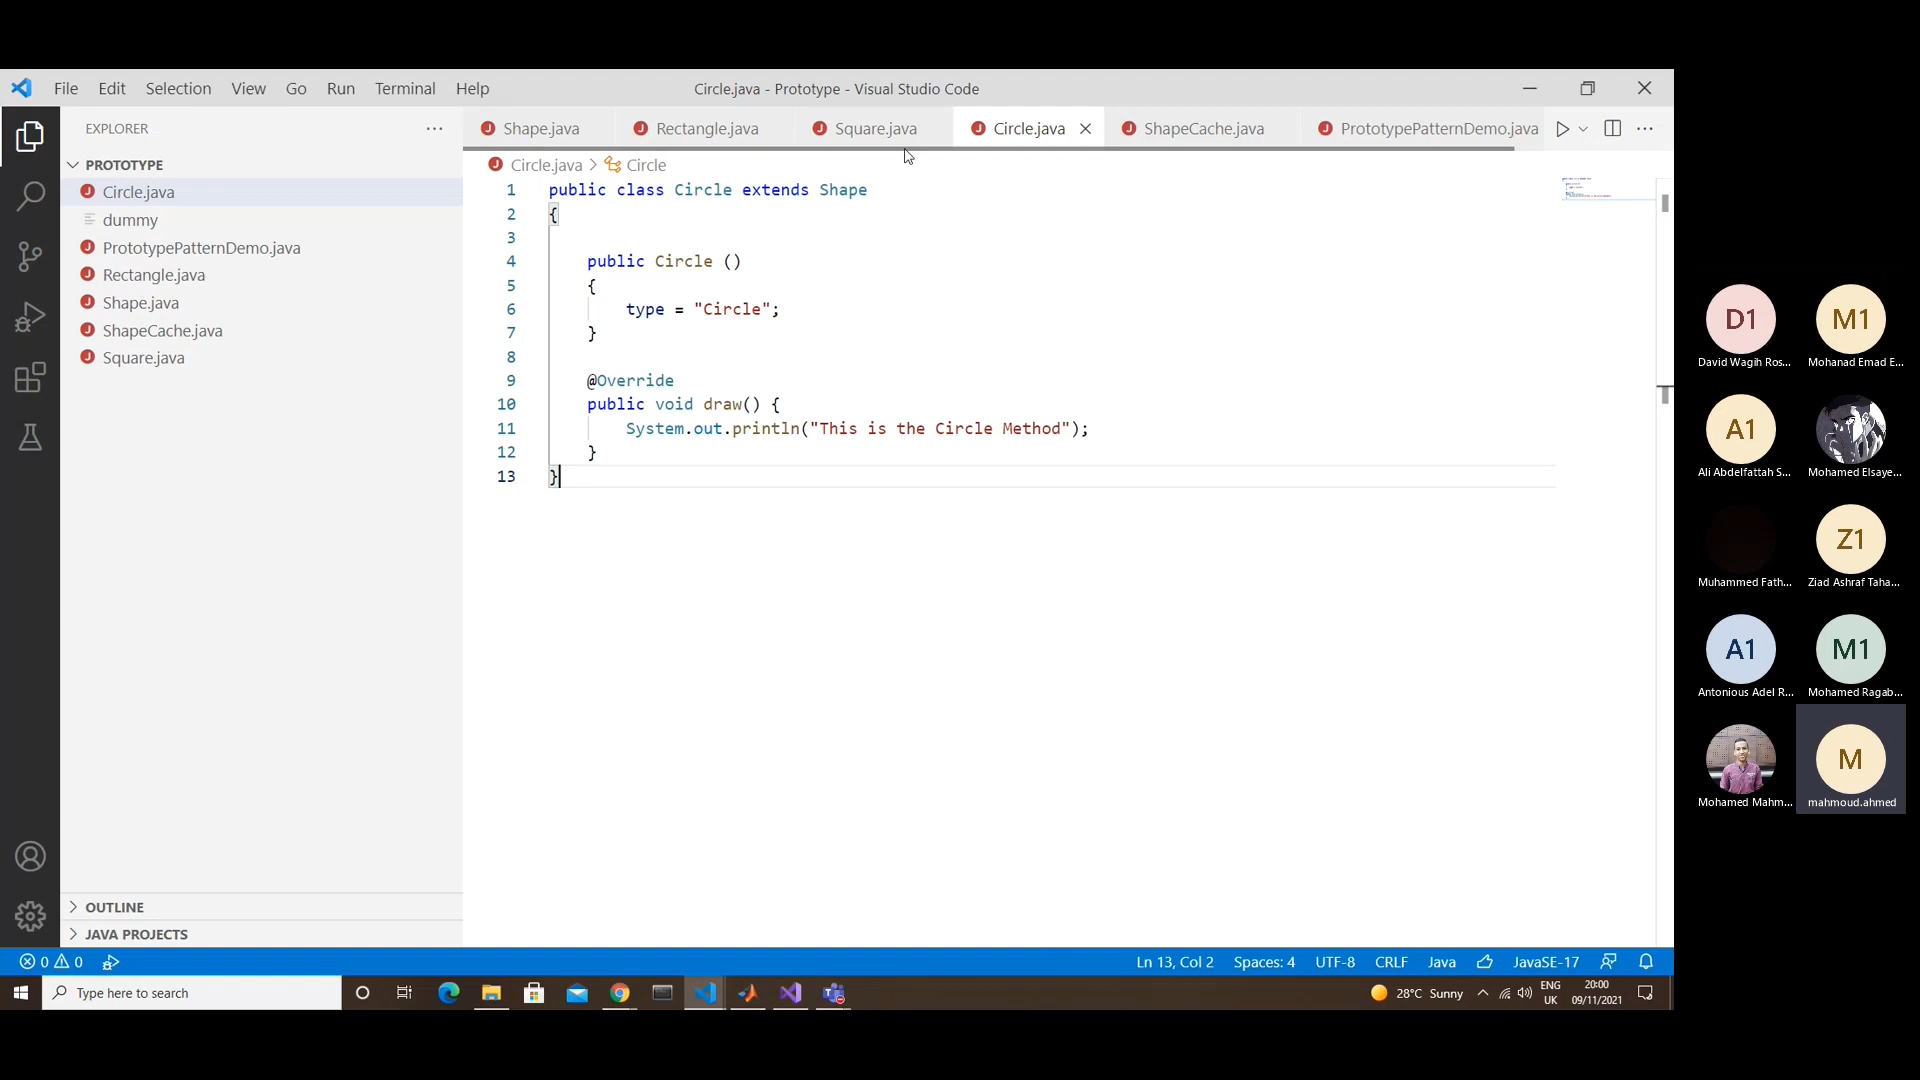 File Edit Selection View Go Run Terminal Help
Circle.java - Prototype - Visual Studio Code
EXPLORER
PROTOTYPE
Circle.java
dummy
PrototypePatternDemo.java
Rectangle.java
Shape.java
ShapeCache.java
Square.java
OUTLINE
JAVA PROJECTS
Shape.java Rectangle.java Square.java Circle.java ShapeCache.java PrototypePatternDemo.java
Circle.java > Circle
1 public class Circle extends Shape
2 {
3
4 public Circle ()
5 {
6 type = "Circle";
7 }
8
9 @Override
10 public void draw() {
11 System.out.println("This is the Circle Method");
12 }
13 }
0 0
Ln 13, Col 2 Spaces: 4 UTF-8 CRLF Java JavaSE-17
Type here to search
28°C Sunny
ENG
UK
20:00
09/11/2021
D1 M1
David Wagih Ros... Mohanad Emad E...
A1
Ali Abdelfattah S... Mohamed Elsaye...
Z1
Muhammed Fath... Ziad Ashraf Taha...
A1 M1
Antonious Adel R... Mohamed Ragab...
M
Mohamed Mahm... mahmoud.ahmed